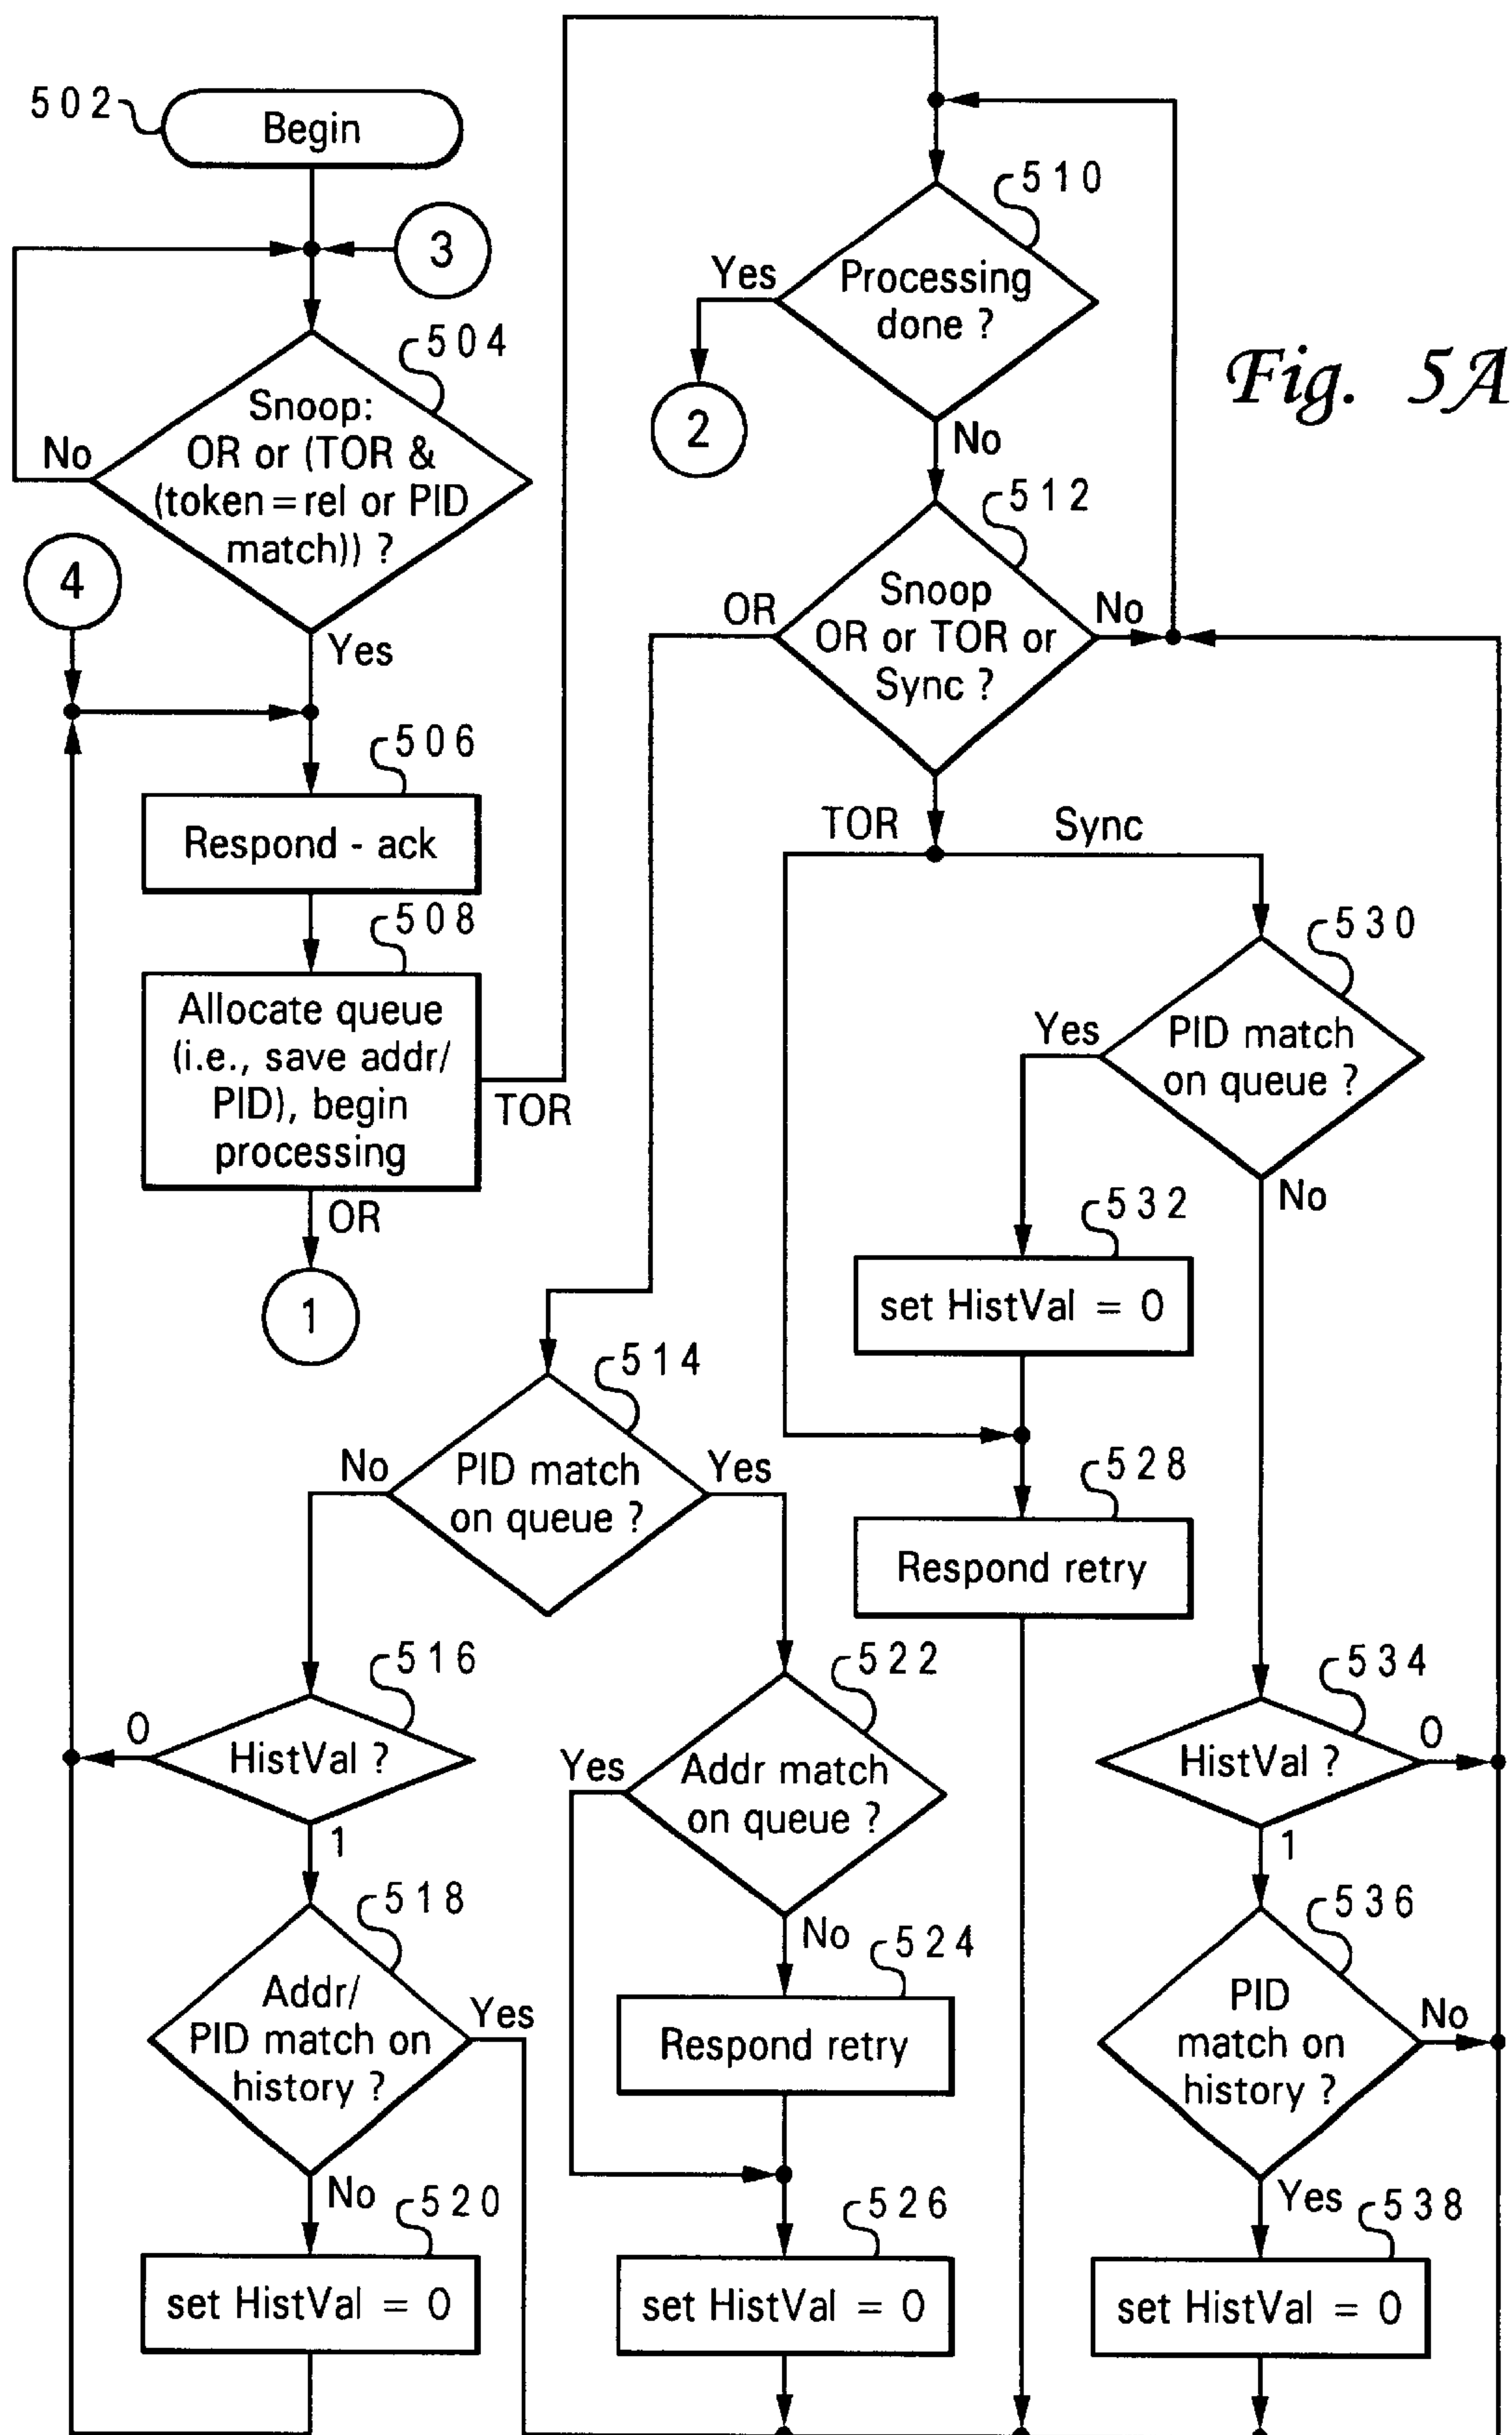 502
Begin
3
504
Snoop:
OR or (TOR &
(token=rel or PID
match)) ?
No
Yes
4
506
Respond - ack
508
Allocate queue
(i.e., save addr/
PID), begin
processing
TOR
OR
1
510
Processing
done ?
Yes
No
2
Fig. 5A
512
Snoop
OR or TOR or
Sync ?
OR
No
TOR
Sync
530
PID match
on queue ?
Yes
No
532
set HistVal = 0
528
Respond retry
514
PID match
on queue ?
No
Yes
516
HistVal ?
0
1
518
Addr/
PID match on
history ?
Yes
No
520
set HistVal = 0
522
Addr match
on queue ?
Yes
No
524
Respond retry
526
set HistVal = 0
534
HistVal ?
0
1
536
PID
match on
history ?
No
Yes
538
set HistVal = 0